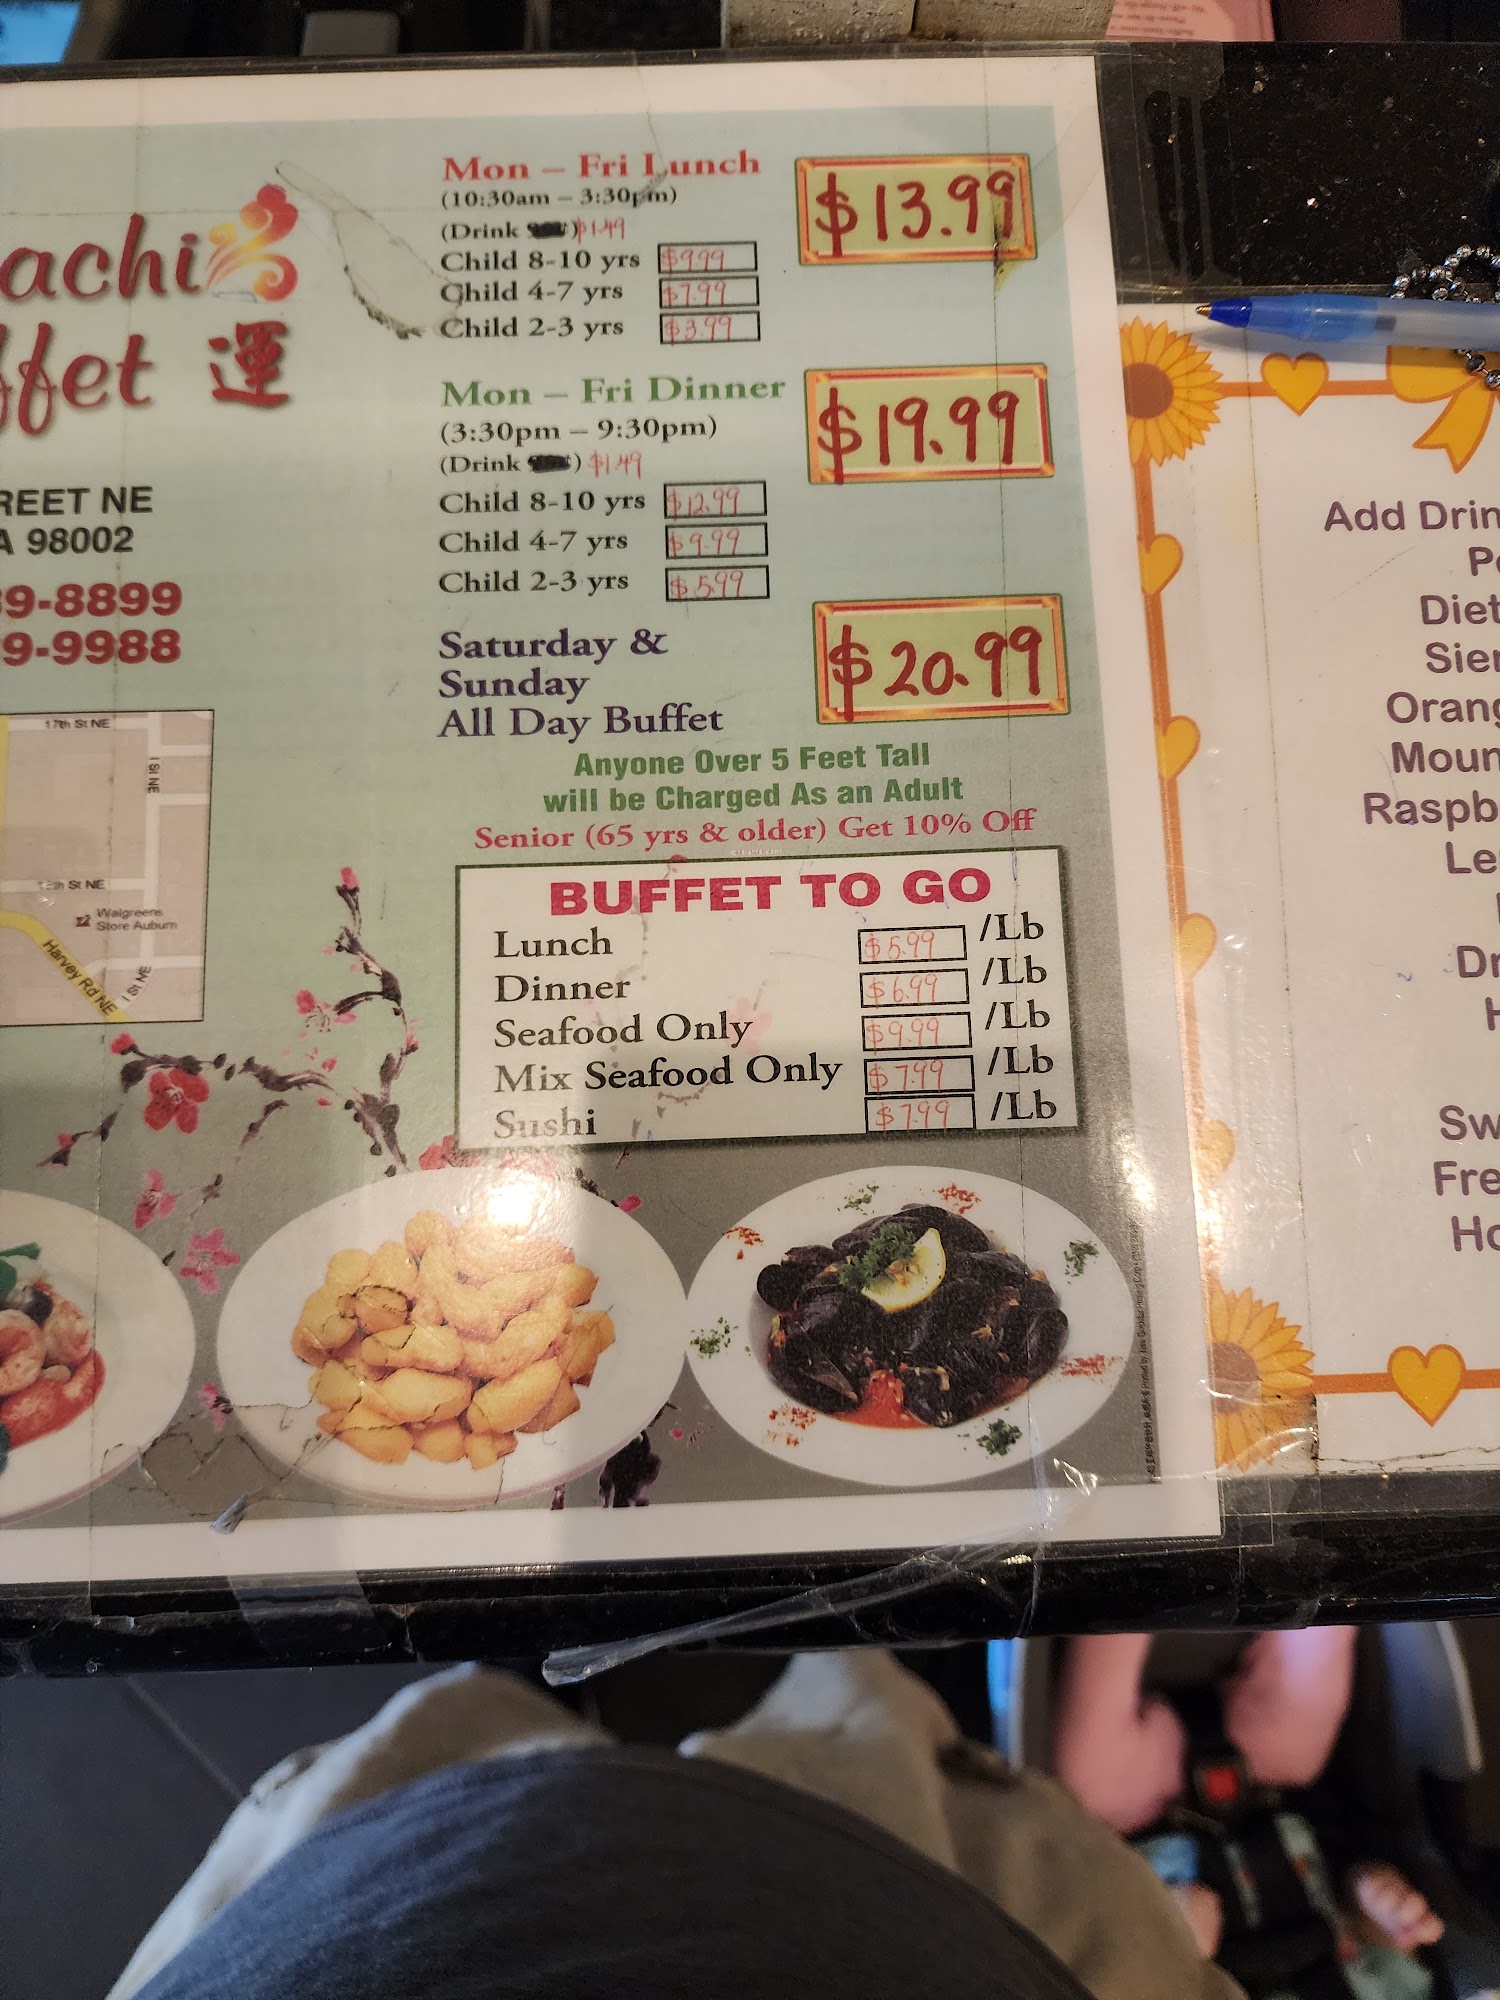 achi
ffet 運
REET NE
A 98002
9-8899
9-9988
17th St NE
I St NE
Walgreens
Store Auburn
Harvey Rd NE
I St NE
Mon – Fri Lunch
$13.99
(10:30am – 3:30pm)
(Drink ) $1.49
Child 8-10 yrs $9.99
Child 4-7 yrs $7.99
Child 2-3 yrs $3.99
Mon – Fri Dinner
$19.99
(3:30pm – 9:30pm)
(Drink ) $1.49
Child 8-10 yrs $12.99
Child 4-7 yrs $9.99
Child 2-3 yrs $5.99
Saturday &
Sunday
All Day Buffet
$20.99
Anyone Over 5 Feet Tall
will be Charged As an Adult
Senior (65 yrs & older) Get 10% Off
BUFFET TO GO
Lunch $5.99 /Lb
Dinner $6.99 /Lb
Seafood Only $9.99 /Lb
Mix Seafood Only $7.99 /Lb
Sushi $7.99 /Lb
Add Drin
Diet
Sier
Orang
Moun
Raspb
Le
Dr
Sw
Fre
Ho